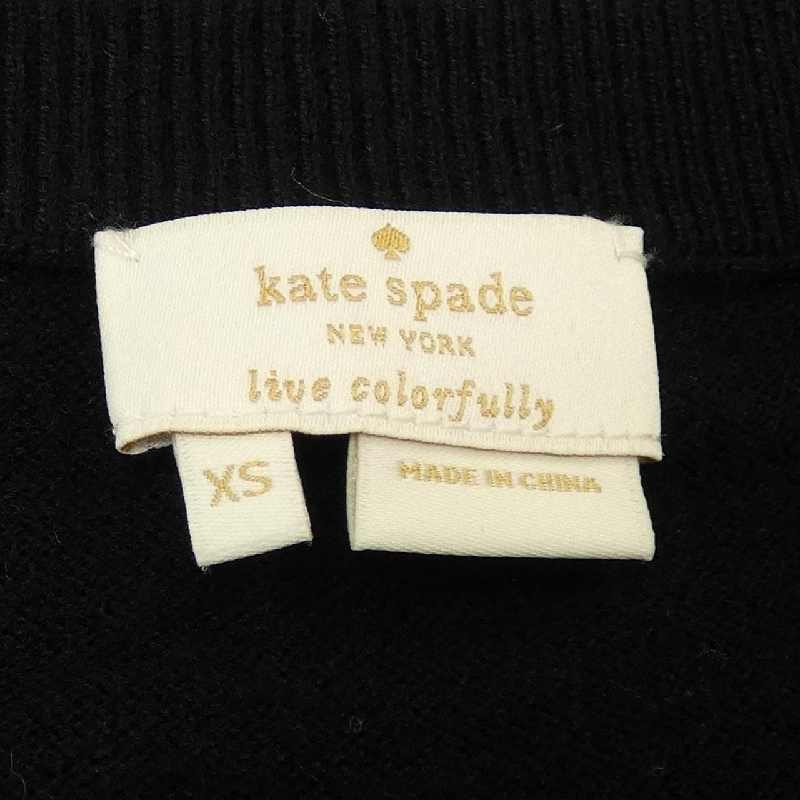 kate spade
NEW YORK
live colorfully
XS
MADE IN CHINA